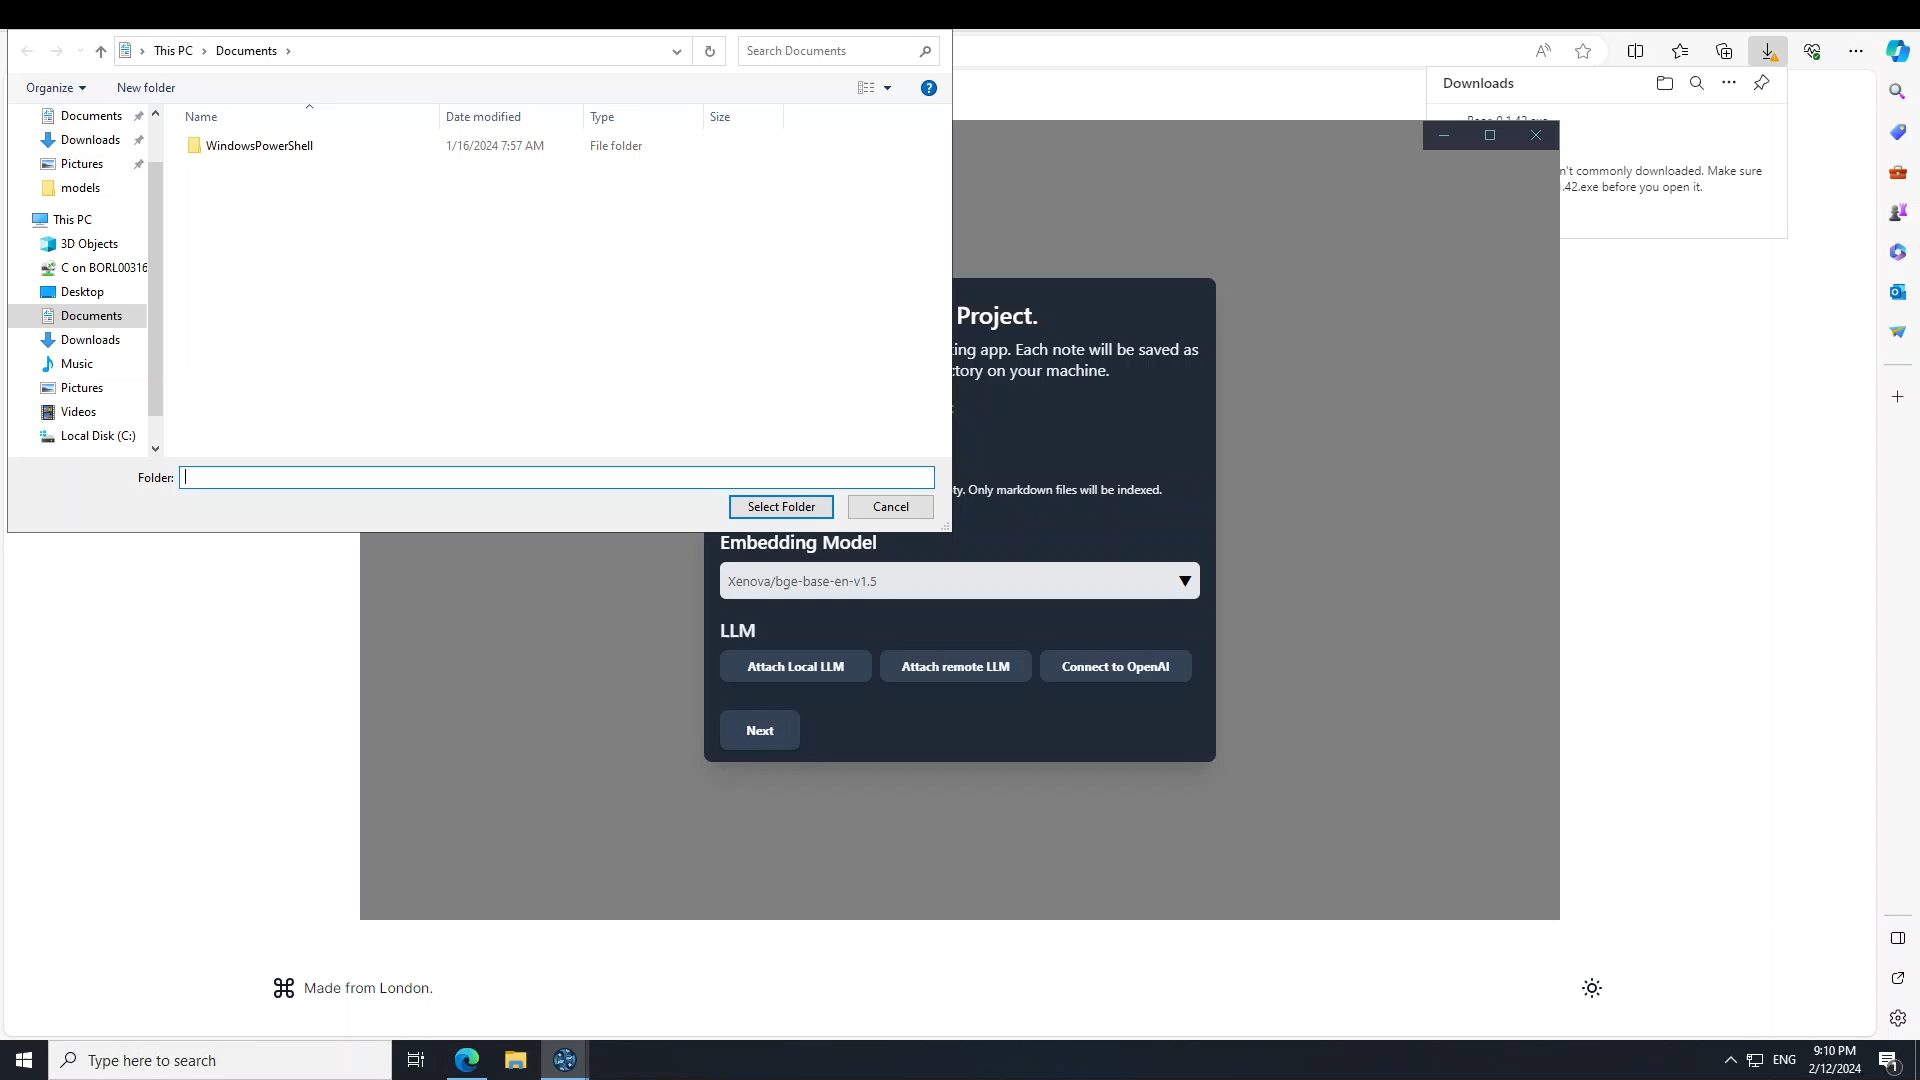 This PC > Documents >
Search Documents
Organize
New folder
Name
Date modified
Type
Size
WindowsPowerShell
1/16/2024 7:57 AM
File folder
Documents
Downloads
Pictures
models
This PC
3D Objects
C on BORL00316
Desktop
Documents
Downloads
Music
Pictures
Videos
Local Disk (C:)
Folder:
Select Folder
Cancel
Downloads
n't commonly downloaded. Make sure
.42.exe before you open it.
Project.
ing app. Each note will be saved as
ctory on your machine.
ty. Only markdown files will be indexed.
Embedding Model
Xenova/bge-base-en-v1.5
LLM
Attach Local LLM
Attach remote LLM
Connect to OpenAI
Next
Made from London.
Type here to search
ENG
9:10 PM
2/12/2024
1